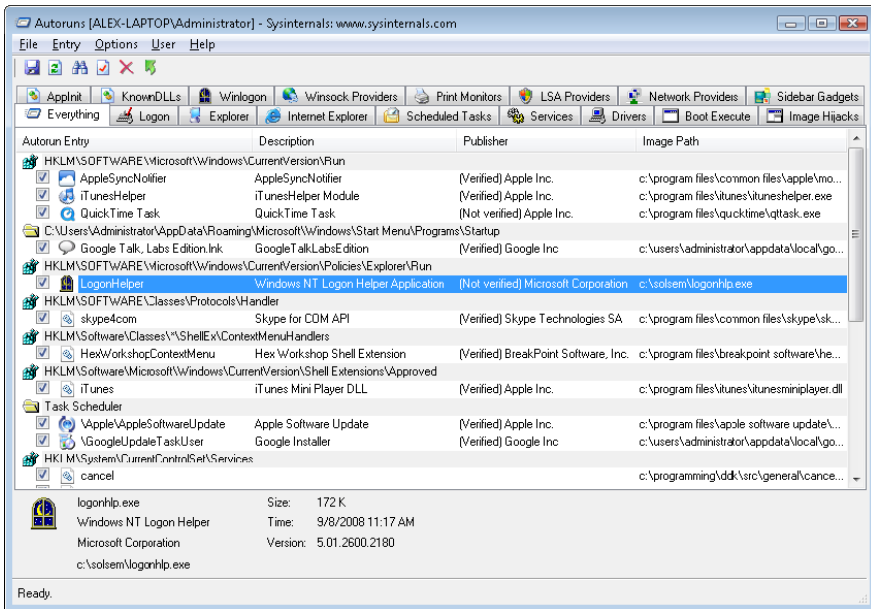 Autoruns [ALEX-LAPTOP\Administrator] - Sysinternals: www.sysinternals.com
File Entry Options User Help
AppInit KnownDLLs Winlogon Winsock Providers Print Monitors LSA Providers Network Providers Sidebar Gadgets
Everything Logon Explorer Internet Explorer Scheduled Tasks Services Drivers Boot Execute Image Hijacks
Autorun Entry Description Publisher Image Path
HKLM\SOFTWARE\Microsoft\Windows\CurrentVersion\Run
AppleSyncNotifier AppleSyncNotifier (Verified) Apple Inc. c:\program files\common files\apple\mo...
iTunesHelper iTunesHelper Module (Verified) Apple Inc. c:\program files\itunes\ituneshelper.exe
QuickTime Task QuickTime Task (Not verified) Apple Inc. c:\program files\qucktime\qttask.exe
C:\Users\Administrator\AppData\Roaming\Microsoft\Windows\Start Menu\Programs\Startup
Google Talk, Labs Edition.lnk GoogleTalkLabsEdition (Verified) Google Inc c:\users\administrator\appdata\local\go...
HKLM\SOFTWARE\Microsoft\Windows\CurrentVersion\Policies\Explorer\Run
LogonHelper Windows NT Logon Helper Application (Not verified) Microsoft Corporation c:\solsem\logonhlp.exe
HKLM\SOFTWARE\Classes\Protocols\Handler
skype4com Skype for COM API (Verified) Skype Technologies SA c:\program files\common files\skype\sk...
HKLM\Software\Classes\*\ShellEx\ContextMenuHandlers
HexWorkshopContextMenu Hex Workshop Shell Extension (Verified) BreakPoint Software, Inc. c:\program files\breakpoint software\he...
HKLM\Software\Microsoft\Windows\CurrentVersion\Shell Extensions\Approved
iTunes iTunes Mini Player DLL (Verified) Apple Inc. c:\program files\itunes\itunesminiplayer.dll
Task Scheduler
\Apple\AppleSoftwareUpdate Apple Software Update (Verified) Apple Inc. c:\program files\apple software update\...
\GoogleUpdateTaskUser Google Installer (Verified) Google Inc c:\users\administrator\appdata\local\go...
HKLM\System\CurrentControlSet\Services
cancel c:\programming\ddk\src\general\cance...
logonhlp.exe Size: 172 K
Windows NT Logon Helper Time: 9/8/2008 11:17 AM
Microsoft Corporation Version: 5.01.2600.2180
c:\solsem\logonhlp.exe
Ready.